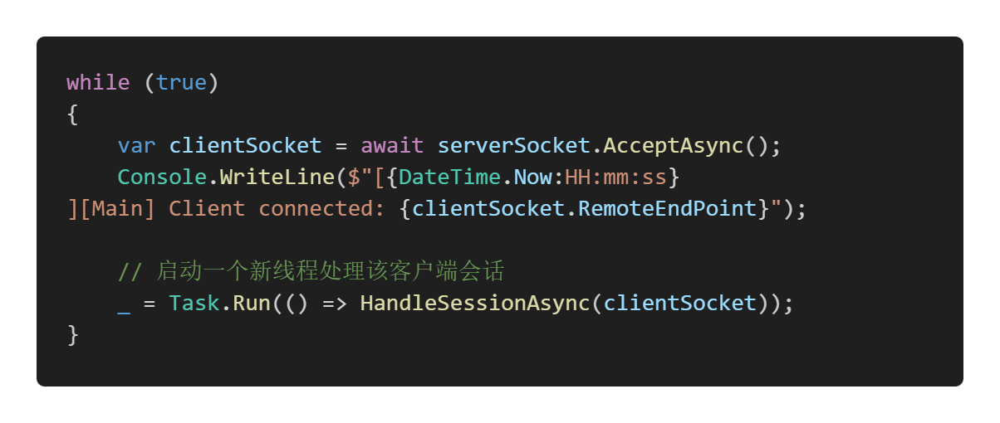 while (true)
{
    var clientSocket = await serverSocket.AcceptAsync();
    Console.WriteLine($"[{DateTime.Now:HH:mm:ss}
][Main] Client connected: {clientSocket.RemoteEndPoint}");
    // 启动一个新线程处理该客户端会话
    _ = Task.Run(() => HandleSessionAsync(clientSocket));
}